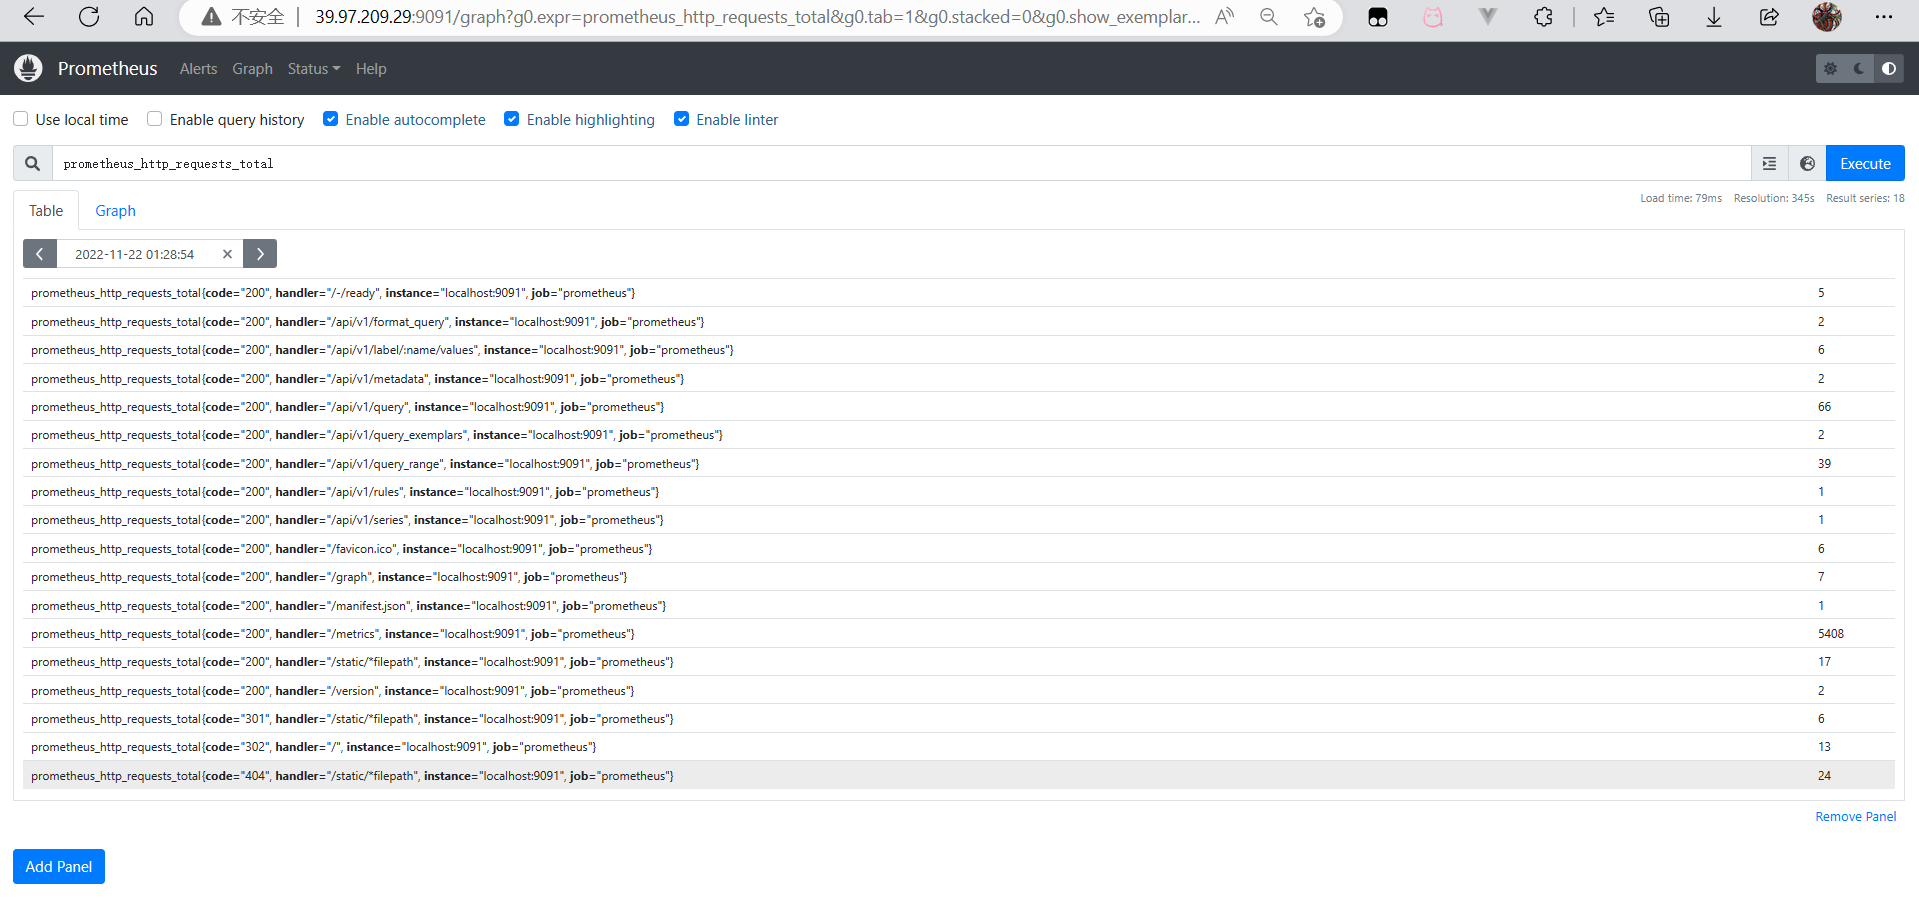 不安全 39.97.209.29:9091/graph?g0.expr=prometheus_http_requests_total&g0.tab=1&g0.stacked=0&g0.show_exemplar...
Prometheus Alerts Graph Status Help
Use local time Enable query history Enable autocomplete Enable highlighting Enable linter
prometheus_http_requests_total Execute
Table Graph Load time: 79ms Resolution: 345s Result series: 18
2022-11-22 01:28:54
prometheus_http_requests_total{code="200", handler="/-/ready", instance="localhost:9091", job="prometheus"} 5
prometheus_http_requests_total{code="200", handler="/api/v1/format_query", instance="localhost:9091", job="prometheus"} 2
prometheus_http_requests_total{code="200", handler="/api/v1/label/:name/values", instance="localhost:9091", job="prometheus"} 6
prometheus_http_requests_total{code="200", handler="/api/v1/metadata", instance="localhost:9091", job="prometheus"} 2
prometheus_http_requests_total{code="200", handler="/api/v1/query", instance="localhost:9091", job="prometheus"} 66
prometheus_http_requests_total{code="200", handler="/api/v1/query_exemplars", instance="localhost:9091", job="prometheus"} 2
prometheus_http_requests_total{code="200", handler="/api/v1/query_range", instance="localhost:9091", job="prometheus"} 39
prometheus_http_requests_total{code="200", handler="/api/v1/rules", instance="localhost:9091", job="prometheus"} 1
prometheus_http_requests_total{code="200", handler="/api/v1/series", instance="localhost:9091", job="prometheus"} 1
prometheus_http_requests_total{code="200", handler="/favicon.ico", instance="localhost:9091", job="prometheus"} 6
prometheus_http_requests_total{code="200", handler="/graph", instance="localhost:9091", job="prometheus"} 7
prometheus_http_requests_total{code="200", handler="/manifest.json", instance="localhost:9091", job="prometheus"} 1
prometheus_http_requests_total{code="200", handler="/metrics", instance="localhost:9091", job="prometheus"} 5408
prometheus_http_requests_total{code="200", handler="/static/*filepath", instance="localhost:9091", job="prometheus"} 17
prometheus_http_requests_total{code="200", handler="/version", instance="localhost:9091", job="prometheus"} 2
prometheus_http_requests_total{code="301", handler="/static/*filepath", instance="localhost:9091", job="prometheus"} 6
prometheus_http_requests_total{code="302", handler="/", instance="localhost:9091", job="prometheus"} 13
prometheus_http_requests_total{code="404", handler="/static/*filepath", instance="localhost:9091", job="prometheus"} 24
Remove Panel
Add Panel